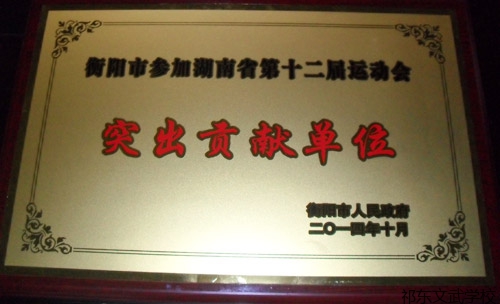 衡阳市参加湖南省第十二届运动会
突出贡献单位
衡阳市人民政府
二〇一四年十月